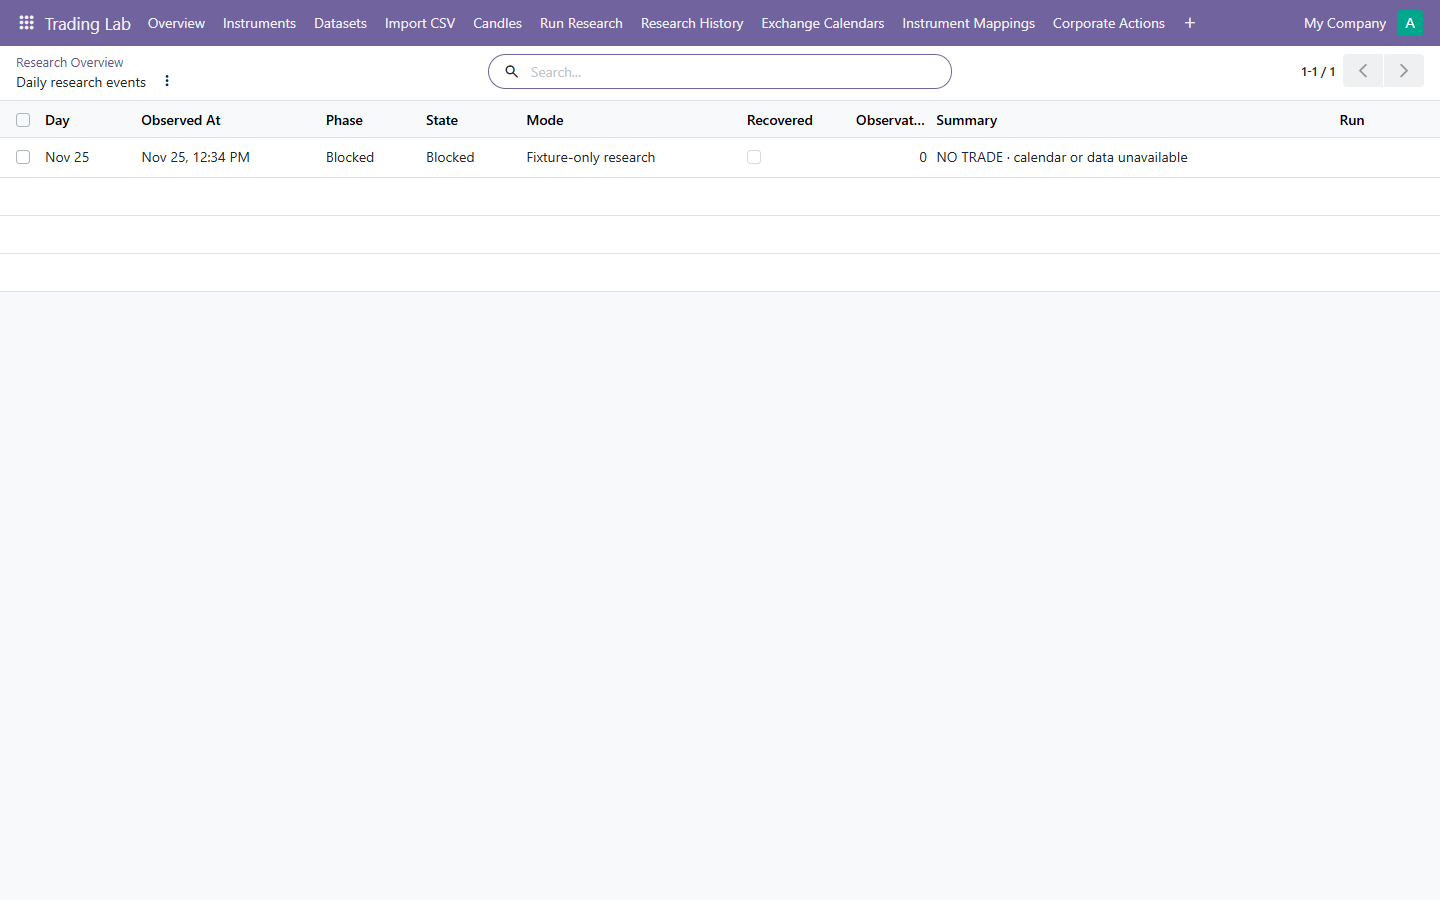 Trading Lab Overview Instruments Datasets Import CSV Candles Run Research Research History Exchange Calendars Instrument Mappings Corporate Actions + My Company A
Research Overview
Daily research events
Search...
1-1 / 1
Day Observed At Phase State Mode Recovered Observat... Summary Run
Nov 25 Nov 25, 12:34 PM Blocked Blocked Fixture-only research 0 NO TRADE · calendar or data unavailable